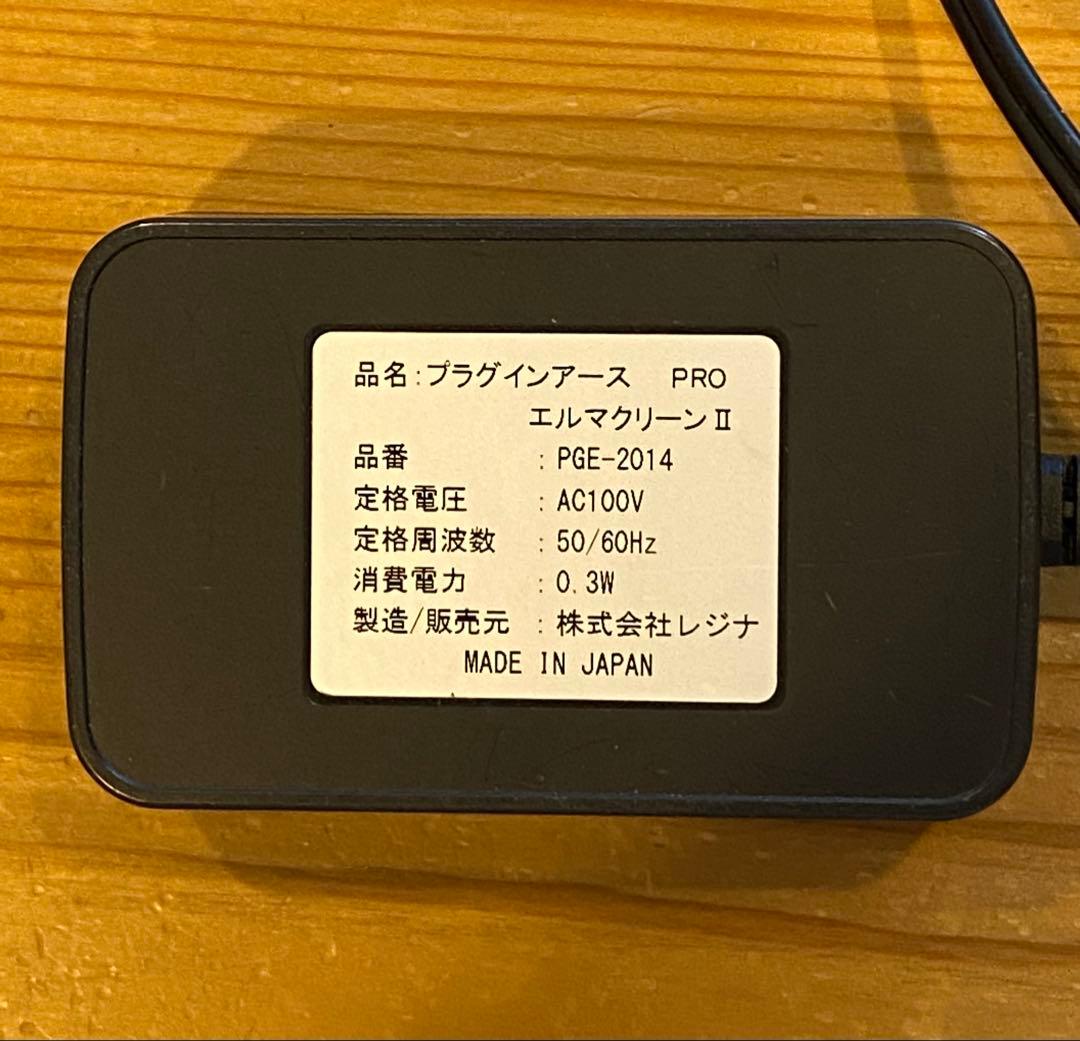 品名:プラグインアース PRO
エルマクリーンⅡ
品番 : PGE-2014
定格電圧 : AC100V
定格周波数 : 50/60Hz
消費電力 : 0.3W
製造/販売元 : 株式会社レジナ
MADE IN JAPAN